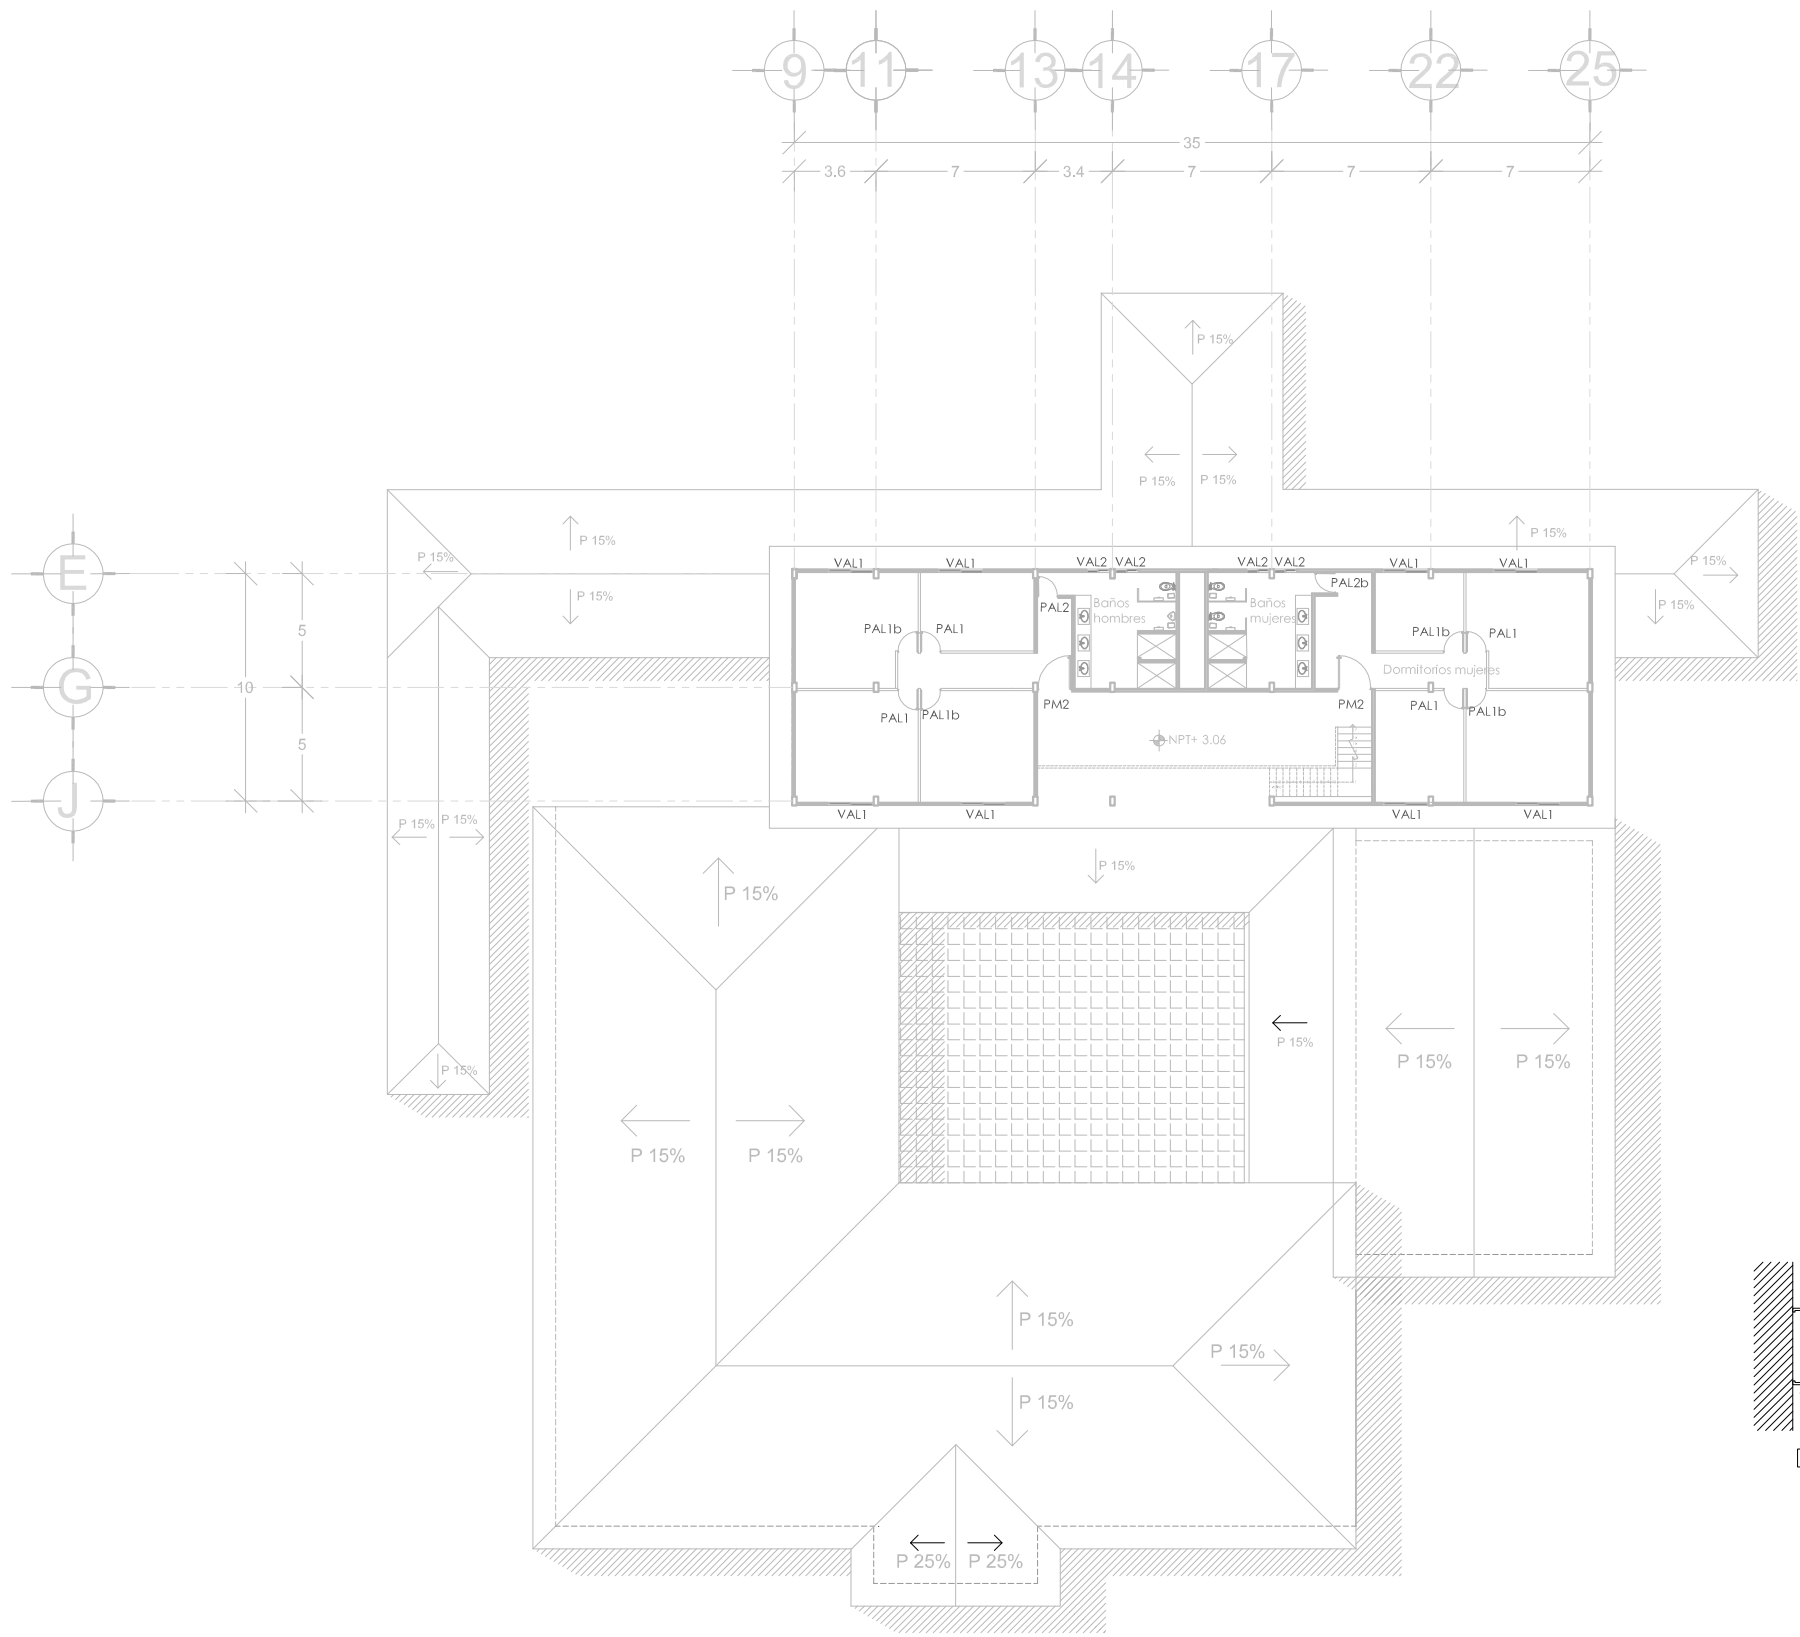 9 11 13 14 17 22 25
35
3.6 7 3.4 7 7 7
P 15%
P 15% P 15%
P 15% P 15%
P 15% P 15%
P 15% P 15%
E
G
J
10
5
5
VAL1 VAL1 VAL2 VAL2 VAL2 VAL2 VAL1 VAL1
PAL2 PAL2b
Baños
hombres
Baños
mujeres
PAL1b PAL1 PAL1b PAL1
Dormitorios mujeres
PAL1 PAL1b PM2 PM2 PAL1 PAL1b
NPT+ 3.06
VAL1 VAL1 VAL1 VAL1
P 15% P 15%
P 15%
P 15%
P 15%
P 15%
P 15% P 15%
P 15% P 15%
P 15%
P 15%
P 15%
P 25% P 25%